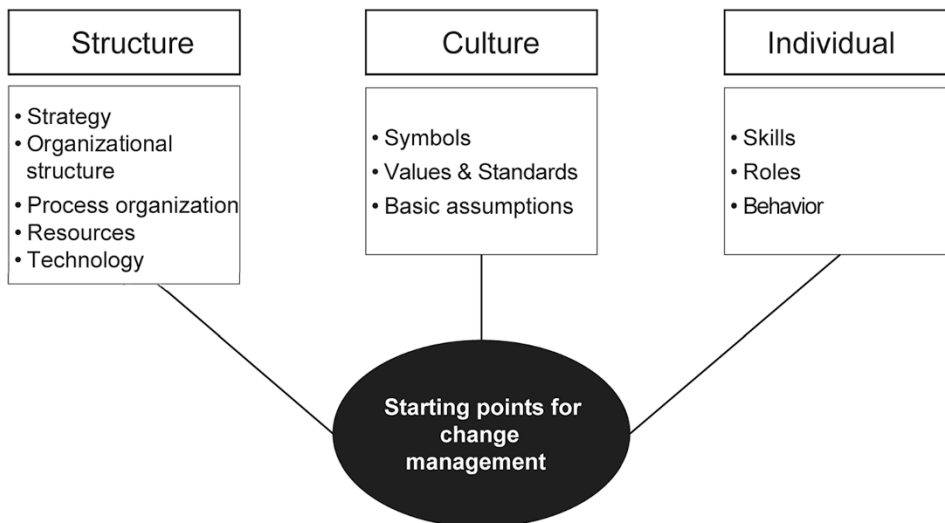 Structure
• Strategy
• Organizational
structure
• Process organization
• Resources
• Technology
Culture
• Symbols
• Values & Standards
• Basic assumptions
Individual
• Skills
• Roles
• Behavior
Starting points for
change
management